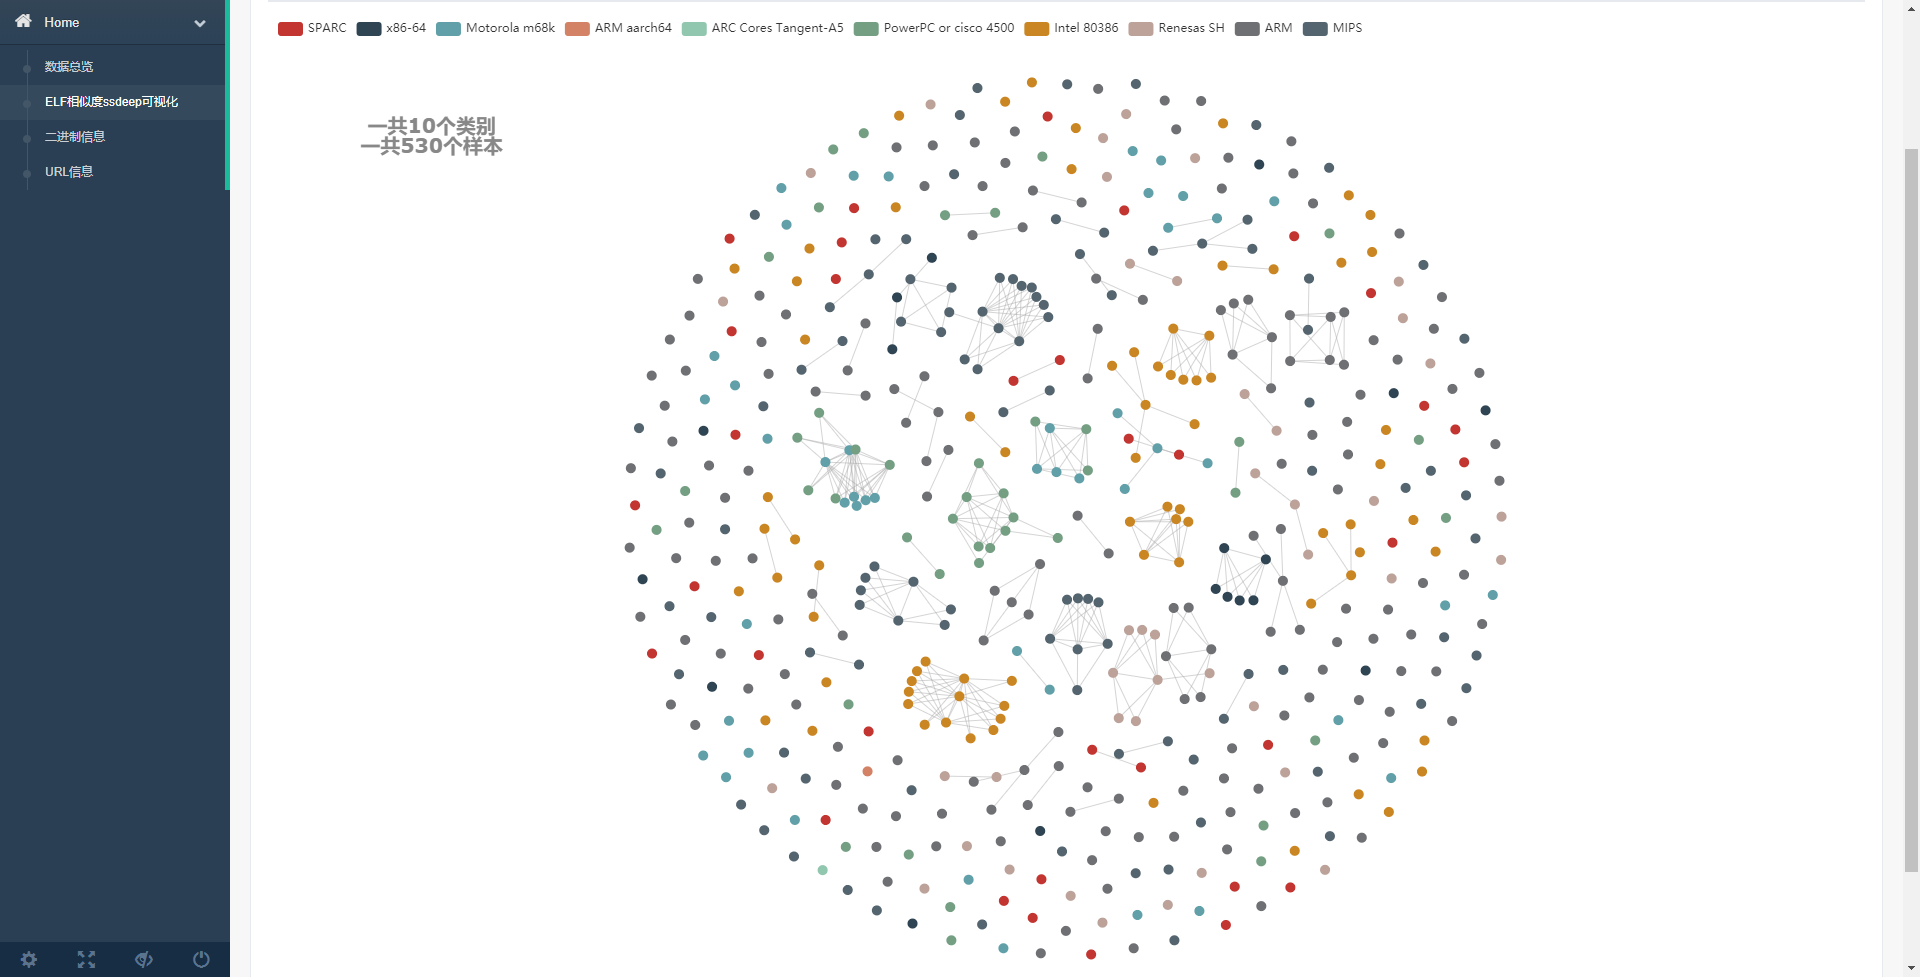 Home
数据总览
ELF相似度ssdeep可视化
二进制信息
URL信息
SPARC x86-64 Motorola m68k ARM aarch64 ARC Cores Tangent-A5 PowerPC or cisco 4500 Intel 80386 Renesas SH ARM MIPS
一共10个类别
一共530个样本